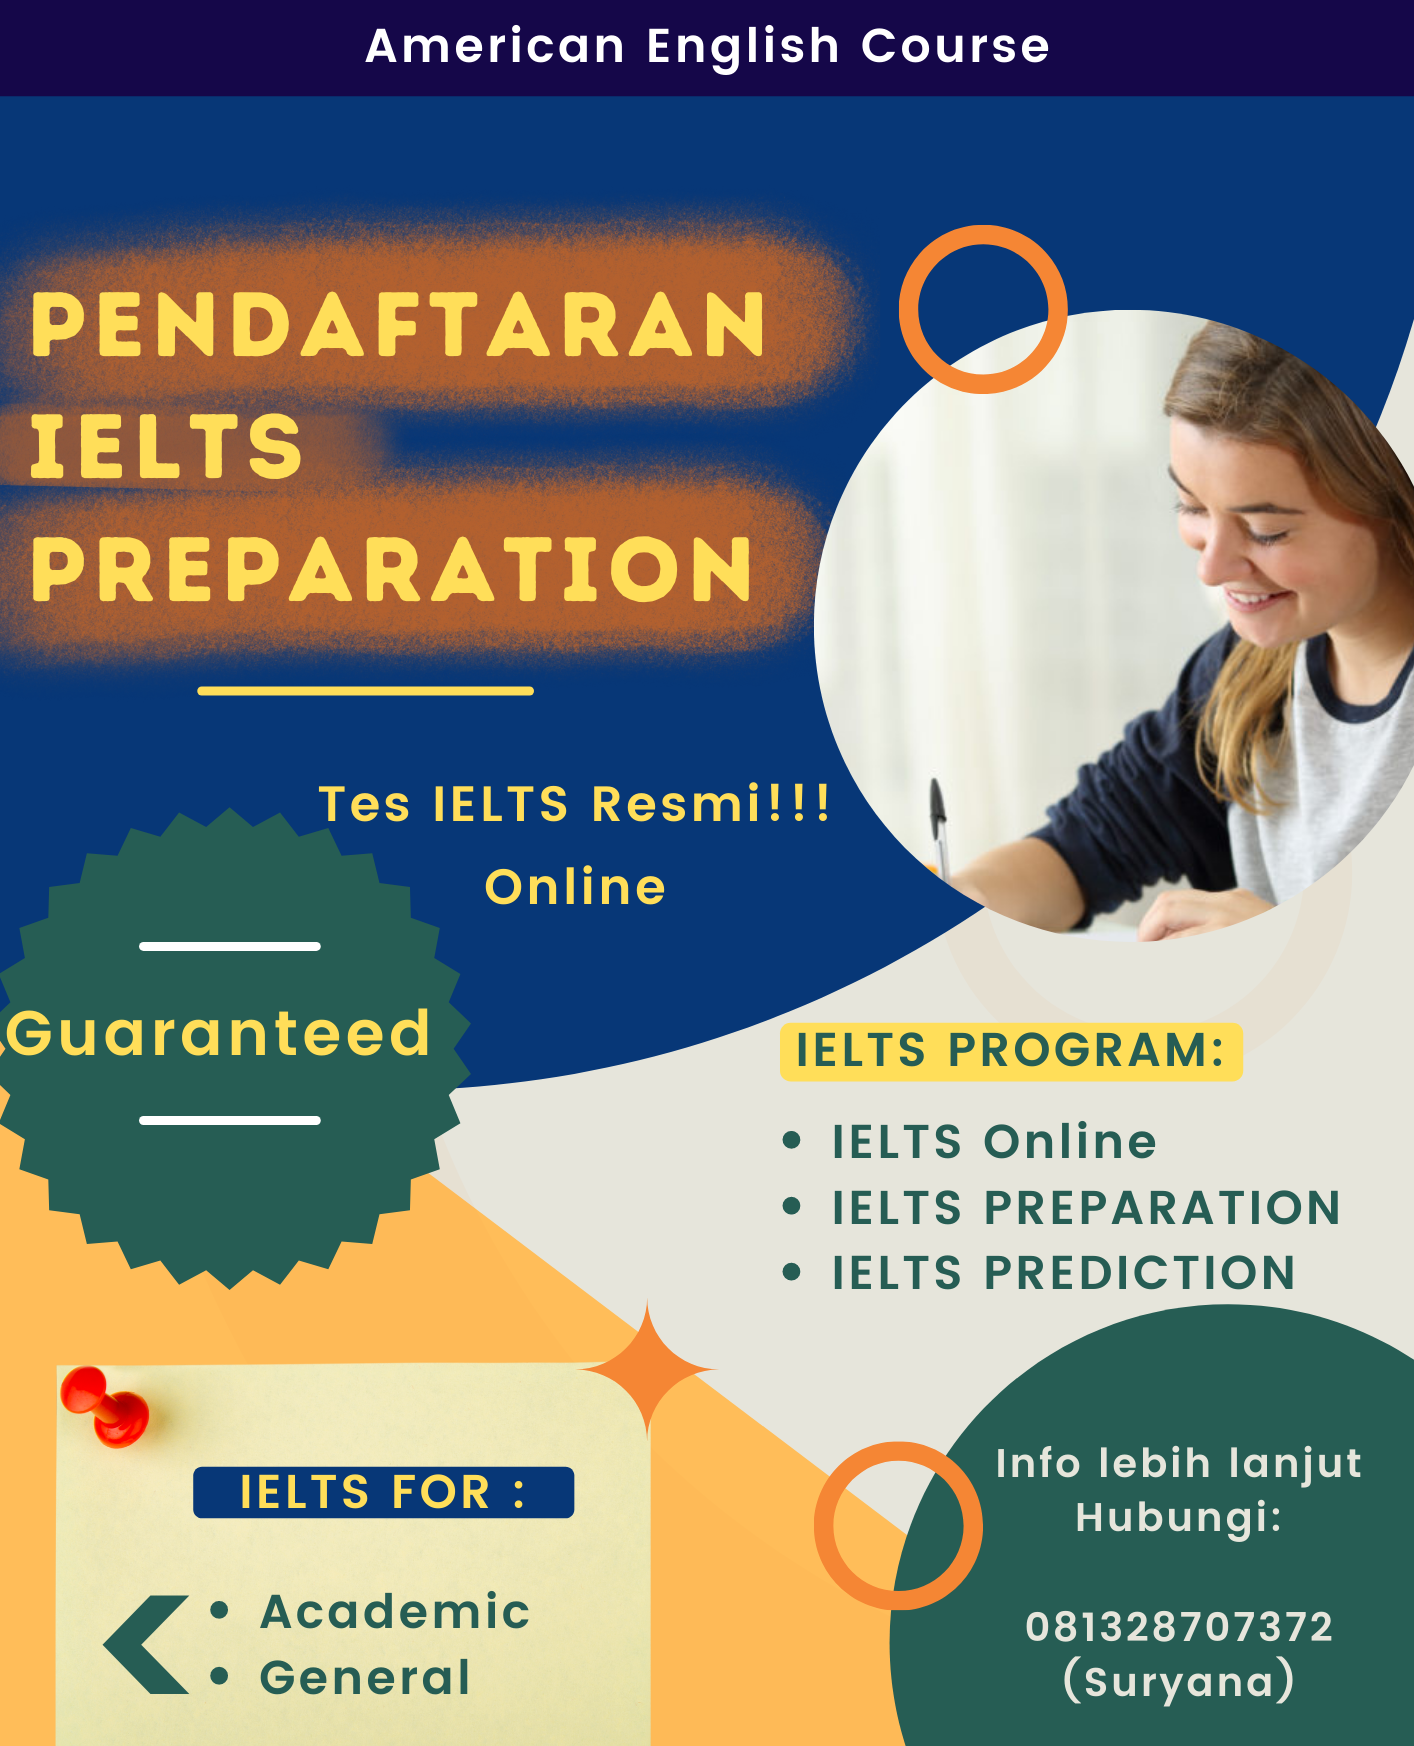 American English Course
PENDAFTARAN
IELTS
PREPARATION
Tes IELTS Resmi!!!
Online
Guaranteed
IELTS PROGRAM:
• IELTS Online
• IELTS PREPARATION
• IELTS PREDICTION
IELTS FOR :
• Academic
• General
Info lebih lanjut
Hubungi:
081328707372
(Suryana)